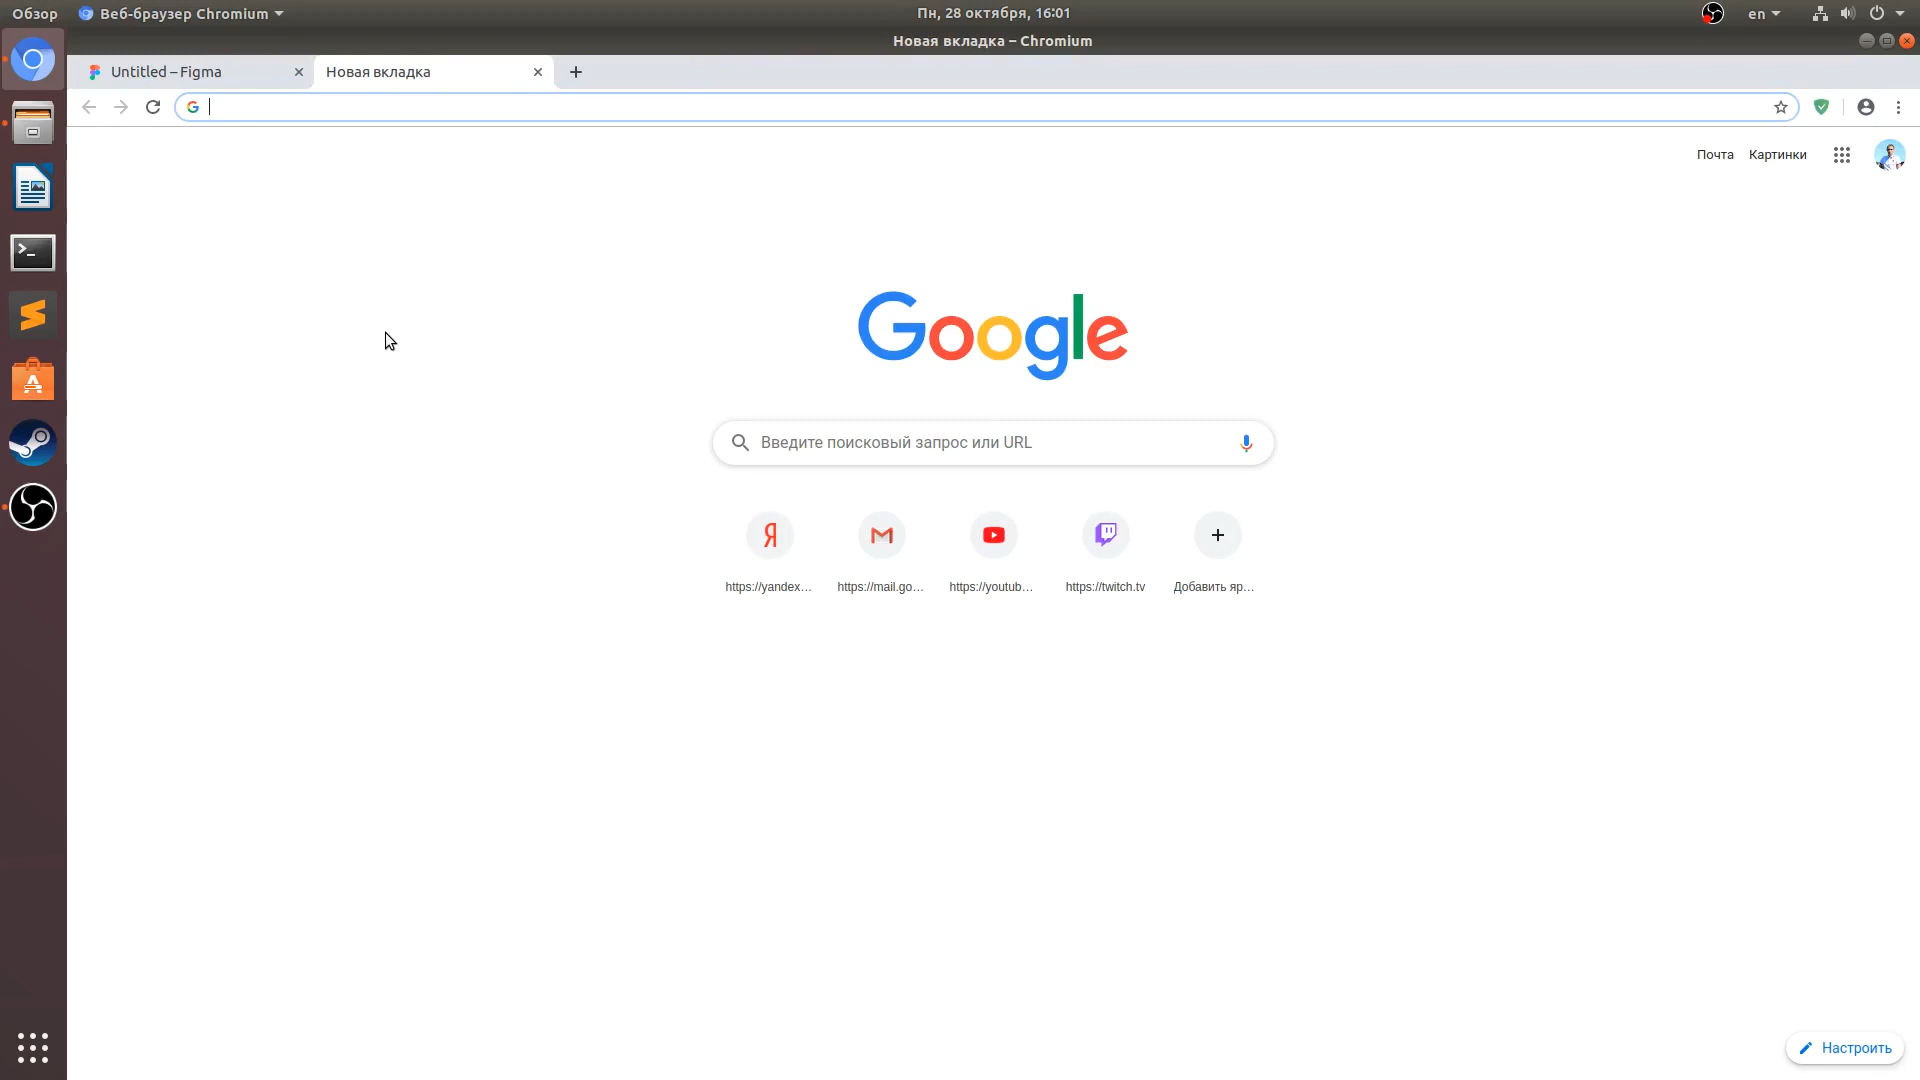 Обзор Веб-браузер Chromium Пн, 28 октября, 16:01 en
Новая вкладка – Chromium
Untitled – Figma Новая вкладка
Почта Картинки
Google
Введите поисковый запрос или URL
https://yandex... https://mail.go... https://youtub... https://twitch.tv Добавить яр...
Настроить